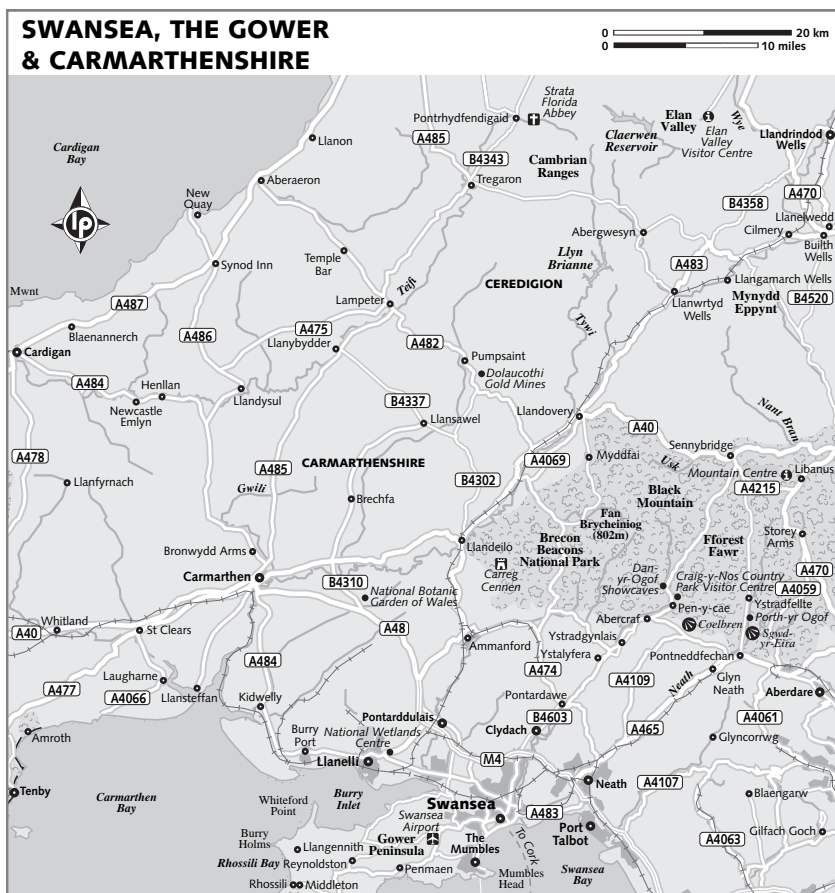 SWANSEA, THE GOWER
& CARMARTHENSHIRE
0 20 km
0 10 miles
Strata
Florida
Abbey
Pontrhydfendigaid
Elan
Valley
Wye
Elan
Valley
Visitor Centre
Claerwen
Reservoir
Llandrindod
Wells
Cardigan
Bay
Llanon
A485
B4343
Cambrian
Ranges
Aberaeron
Tregaron
A470
B4358
New
Quay
lp
Llanelwedd
Abergwesyn
Cilmery
Builth
Wells
Temple
Bar
Synod Inn
Llyn
Brianne
A483
CEREDIGION
Teifi
Llangamarch Wells
Mwnt
Lampeter
Llanwrtyd
Wells
Mynydd
Eppynt
B4520
A487
Tywi
Blaenannerch
A486
A475
A482
Cardigan
Llanybydder
Pumpsaint
Dolaucothi
Gold Mines
A484
Henllan
Newcastle
Emlyn
Llandysul
B4337
Llansawel
Llandovery
Nant Bran
A40
A478
Sennybridge
A485
CARMARTHENSHIRE
A4069
Myddfai
Usk
Mountain Centre
Libanus
Llanfyrnach
Gwili
B4302
Black
Mountain
A4215
Brechfa
Fan
Brycheiniog
(802m)
Brecon
Beacons
National Park
Fforest
Fawr
Storey
Arms
Bronwydd Arms
Llandeilo
Carreg
Cennen
Dan-
yr-Ogof
Showcaves
Craig-y-Nos Country
Park Visitor Centre
A470
A4059
Carmarthen
B4310
National Botanic
Garden of Wales
Pen-y-cae
Ystradfellte
Porth-yr Ogof
Whitland
A40
St Clears
A48
Abercraf
Coelbren
Sgwd-
yr-Eira
Ystradgynlais
Ammanford
Ystalyfera
Pontneddfechan
A484
A474
Laugharne
A477
A4066
Llansteffan
Kidwelly
Pontardawe
A4109
Neath
Glyn
Neath
Aberdare
B4603
Pontarddulais
Clydach
A465
A4061
Amroth
Burry
Port
National Wetlands
Centre
Glyncorrwg
Llanelli
M4
Neath
A4107
Tenby
Carmarthen
Bay
Burry
Inlet
Whiteford
Point
Swansea
Blaengarw
A483
Swansea
Airport
Port
Talbot
Gilfach Goch
A4063
Burry
Holms
Gower
Peninsula
The
Mumbles
To Cork
Llangennith
Rhossili Bay
Reynoldston
Penmaen
Mumbles
Head
Swansea
Bay
Rhossili
Middleton